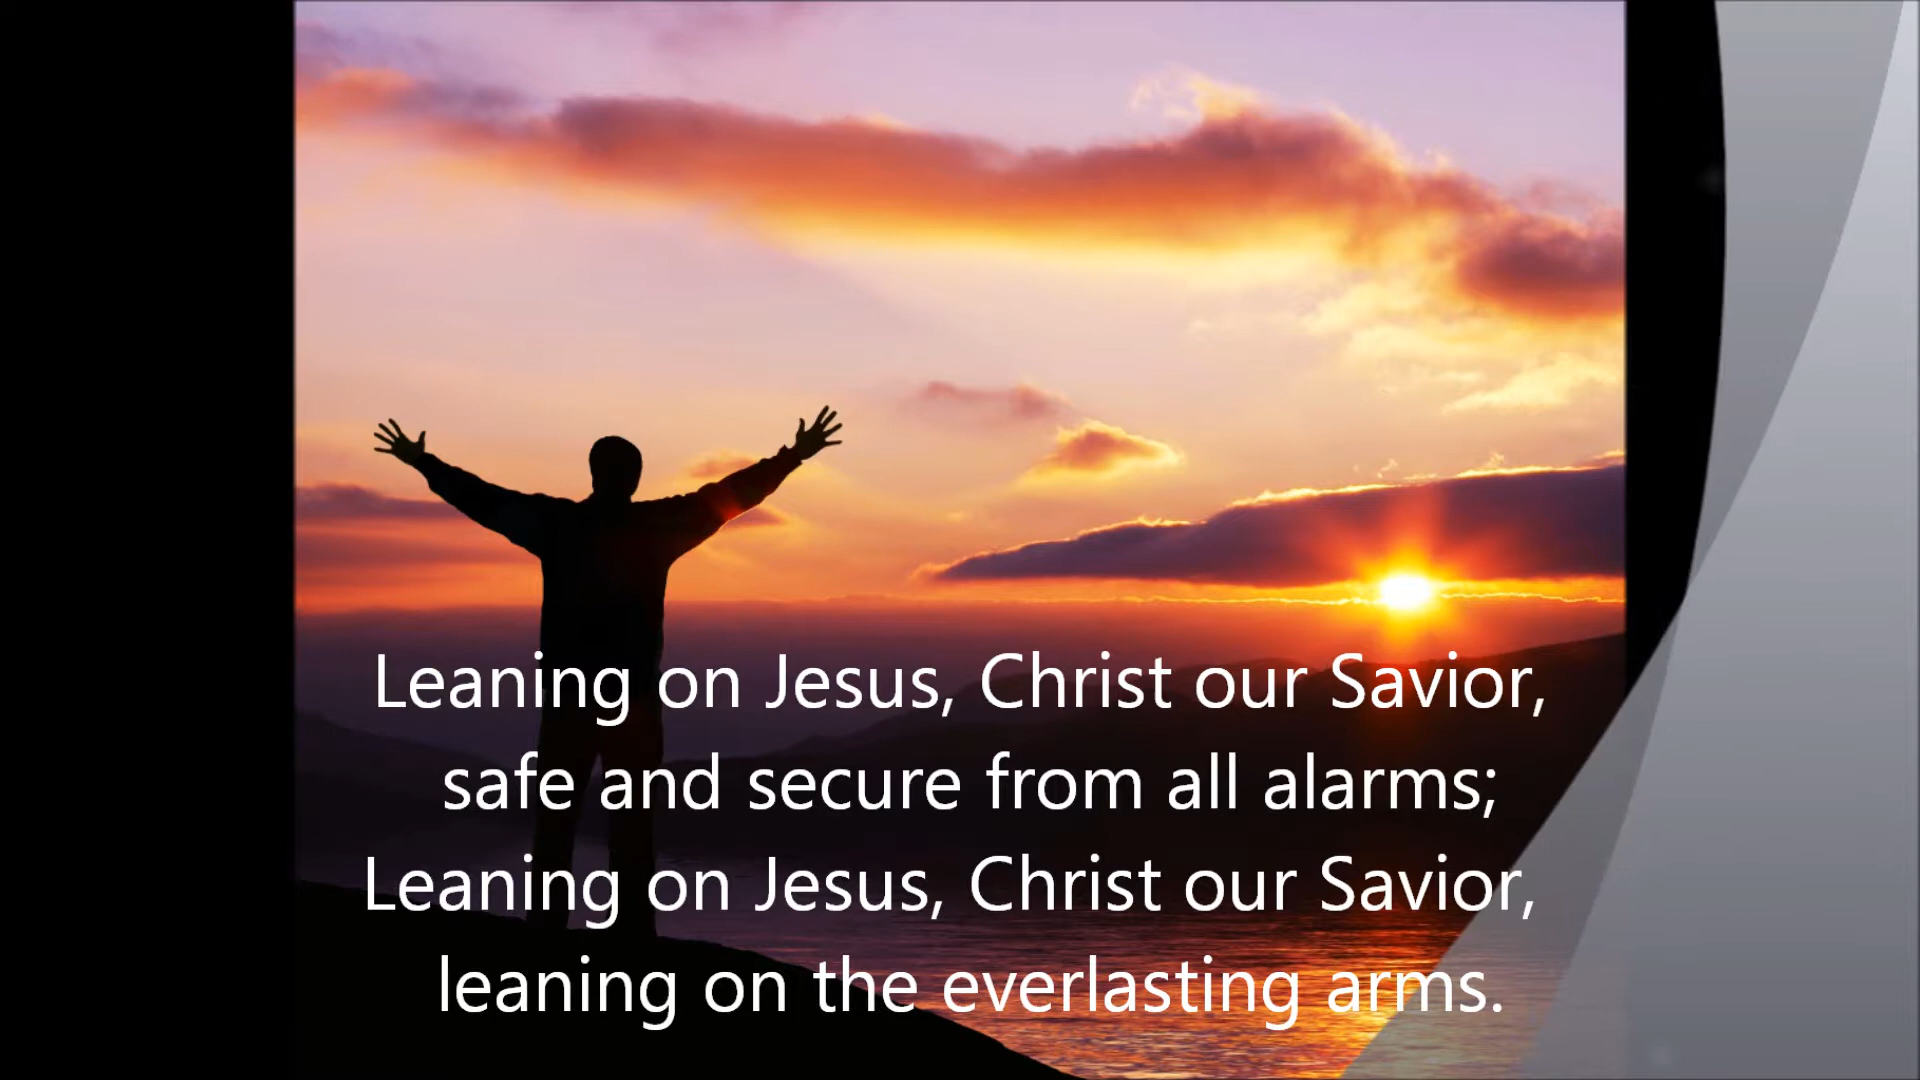 Leaning on Jesus, Christ our Savior,
safe and secure from all alarms;
Leaning on Jesus, Christ our Savior,
leaning on the everlasting arms.